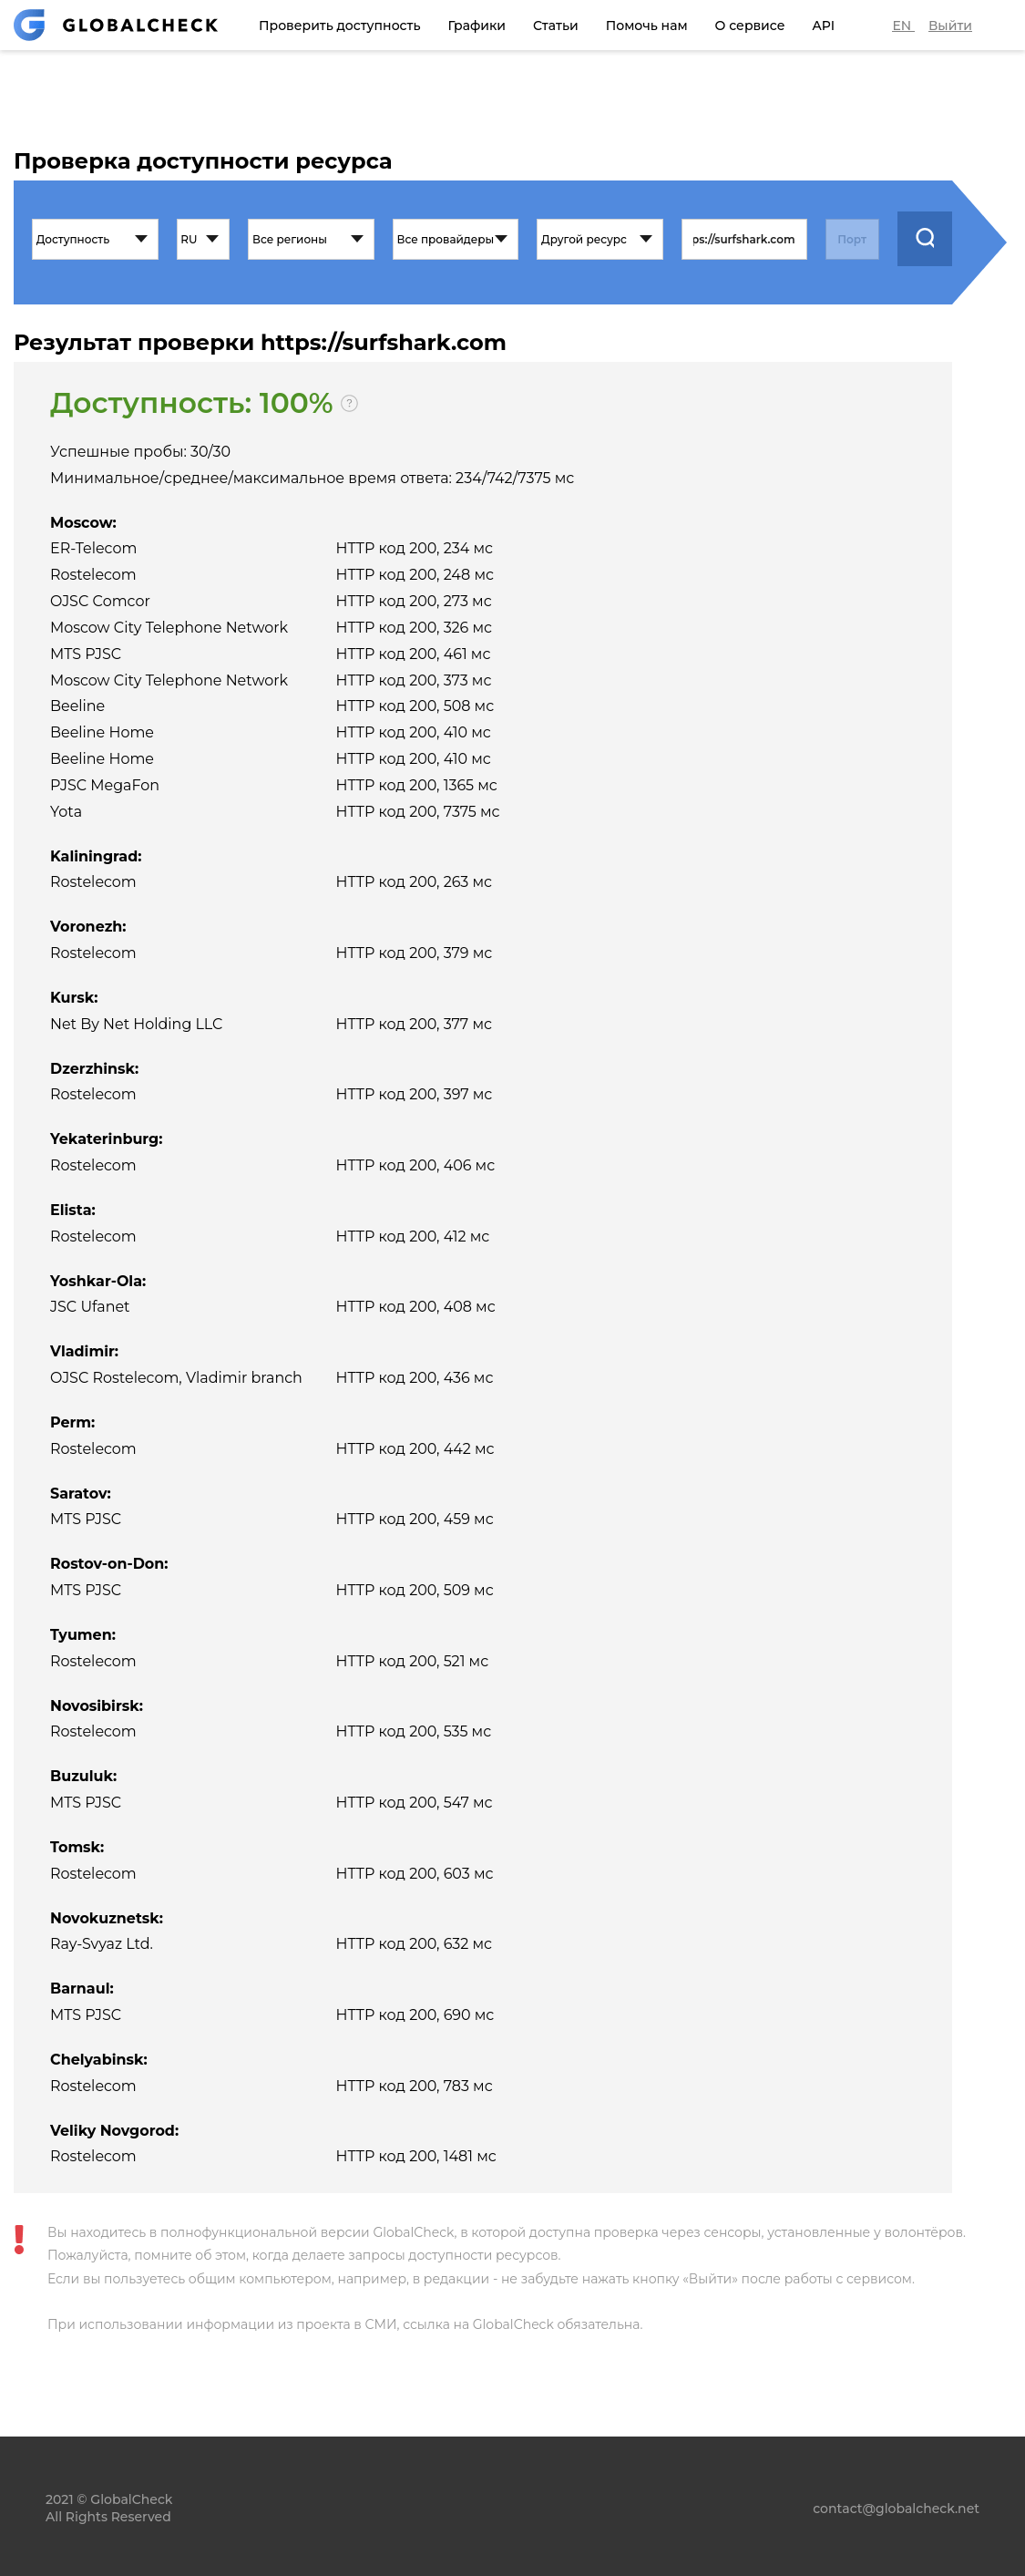 GLOBALCHECK Проверить доступность Графики Статьи Помочь нам О сервисе API EN Выйти
Проверка доступности ресурса
Доступность RU Все регионы Все провайдеры Другой ресурс ps://surfshark.com Порт
Результат проверки https://surfshark.com
Доступность: 100% ?
Успешные пробы: 30/30
Минимальное/среднее/максимальное время ответа: 234/742/7375 мс
Moscow:
ER-Telecom HTTP код 200, 234 мс
Rostelecom HTTP код 200, 248 мс
OJSC Comcor HTTP код 200, 273 мс
Moscow City Telephone Network HTTP код 200, 326 мс
MTS PJSC HTTP код 200, 461 мс
Moscow City Telephone Network HTTP код 200, 373 мс
Beeline HTTP код 200, 508 мс
Beeline Home HTTP код 200, 410 мс
Beeline Home HTTP код 200, 410 мс
PJSC MegaFon HTTP код 200, 1365 мс
Yota HTTP код 200, 7375 мс
Kaliningrad:
Rostelecom HTTP код 200, 263 мс
Voronezh:
Rostelecom HTTP код 200, 379 мс
Kursk:
Net By Net Holding LLC HTTP код 200, 377 мс
Dzerzhinsk:
Rostelecom HTTP код 200, 397 мс
Yekaterinburg:
Rostelecom HTTP код 200, 406 мс
Elista:
Rostelecom HTTP код 200, 412 мс
Yoshkar-Ola:
JSC Ufanet HTTP код 200, 408 мс
Vladimir:
OJSC Rostelecom, Vladimir branch HTTP код 200, 436 мс
Perm:
Rostelecom HTTP код 200, 442 мс
Saratov:
MTS PJSC HTTP код 200, 459 мс
Rostov-on-Don:
MTS PJSC HTTP код 200, 509 мс
Tyumen:
Rostelecom HTTP код 200, 521 мс
Novosibirsk:
Rostelecom HTTP код 200, 535 мс
Buzuluk:
MTS PJSC HTTP код 200, 547 мс
Tomsk:
Rostelecom HTTP код 200, 603 мс
Novokuznetsk:
Ray-Svyaz Ltd. HTTP код 200, 632 мс
Barnaul:
MTS PJSC HTTP код 200, 690 мс
Chelyabinsk:
Rostelecom HTTP код 200, 783 мс
Veliky Novgorod:
Rostelecom HTTP код 200, 1481 мс
Вы находитесь в полнофункциональной версии GlobalCheck, в которой доступна проверка через сенсоры, установленные у волонтёров.
Пожалуйста, помните об этом, когда делаете запросы доступности ресурсов.
Если вы пользуетесь общим компьютером, например, в редакции - не забудьте нажать кнопку «Выйти» после работы с сервисом.
При использовании информации из проекта в СМИ, ссылка на GlobalCheck обязательна.
2021 © GlobalCheck
All Rights Reserved
contact@globalcheck.net